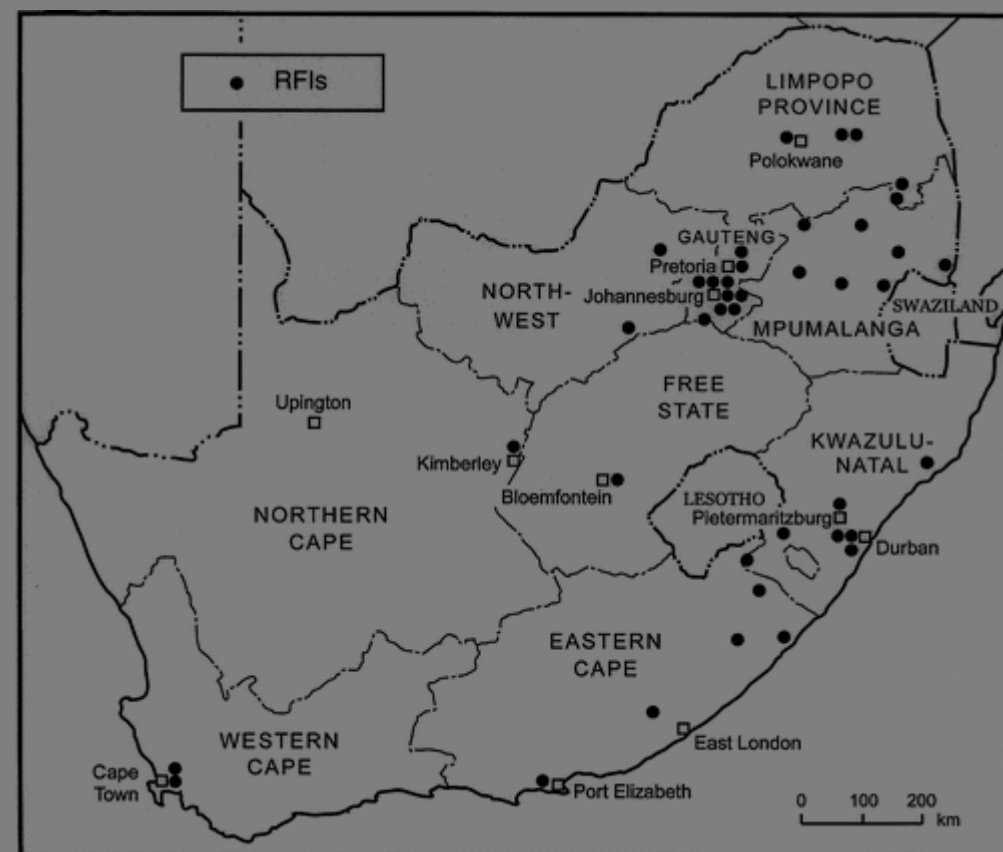 RFIs
LIMPOPO
PROVINCE
Polokwane
GAUTENG
Pretoria
Johannesburg
NORTH-
WEST
SWAZILAND
MPUMALANGA
FREE
STATE
Upington
Kimberley
KWAZULU-
NATAL
Bloemfontein
LESOTHO
Pietermaritzburg
Durban
NORTHERN
CAPE
EASTERN
CAPE
WESTERN
CAPE
East London
Cape
Town
Port Elizabeth
0 100 200
km